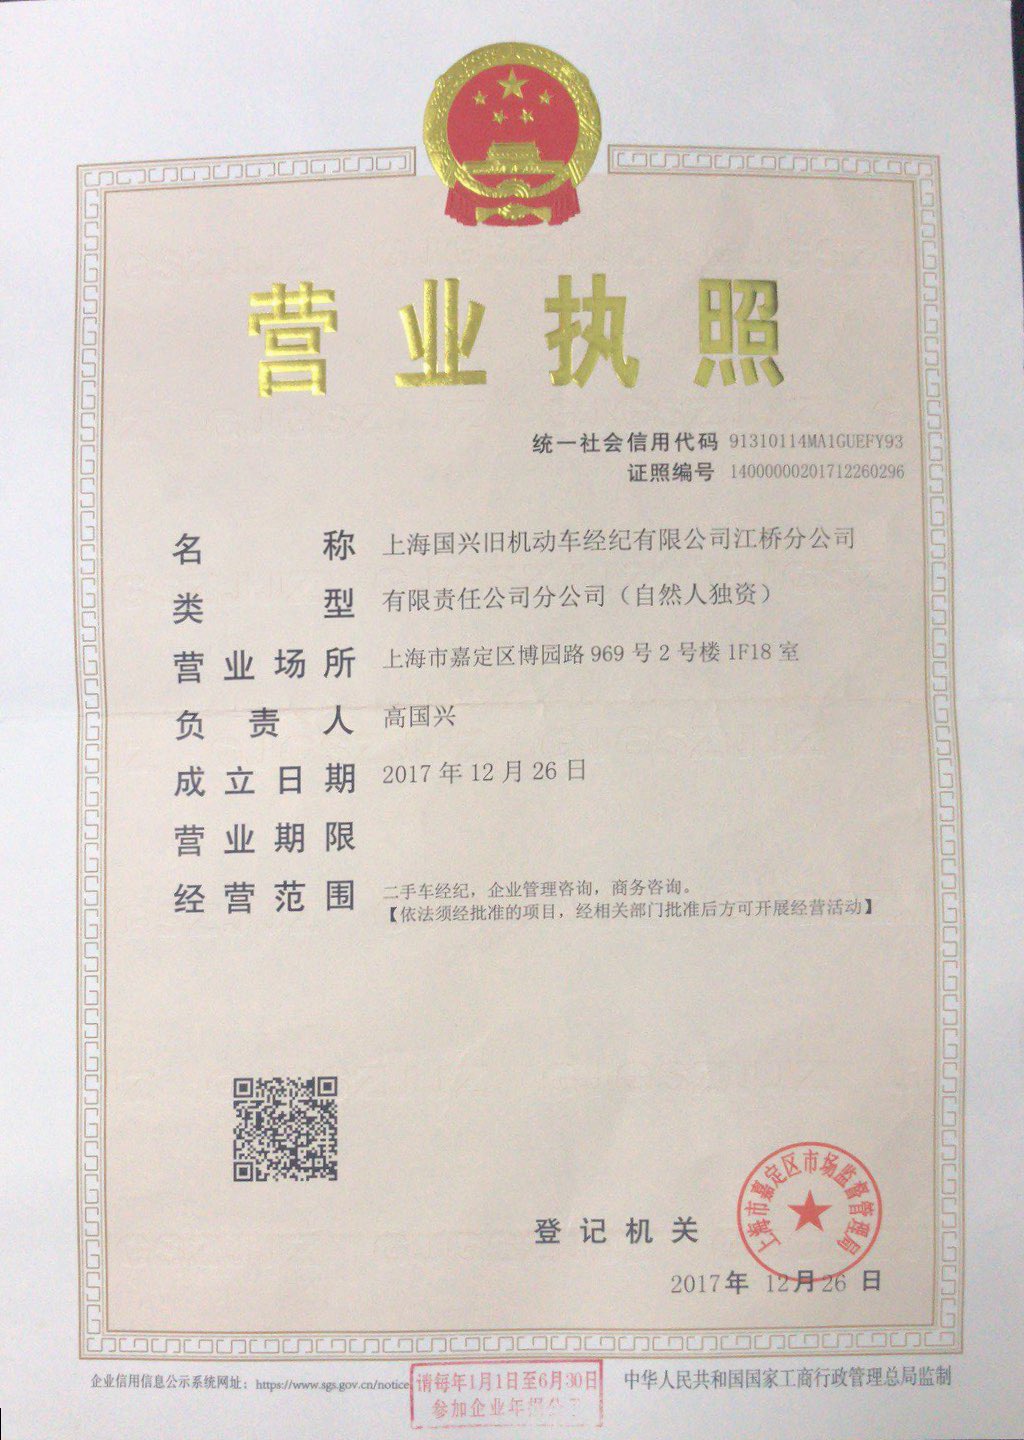 营业执照
统一社会信用代码 91310114MA1GUEFY93
证照编号 14000000201712260296
名称 上海国兴旧机动车经纪有限公司江桥分公司
类型 有限责任公司分公司（自然人独资）
营业场所 上海市嘉定区博园路969号2号楼1F18室
负责人 高国兴
成立日期 2017年12月26日
营业期限
经营范围 二手车经纪，企业管理咨询，商务咨询。
【依法须经批准的项目，经相关部门批准后方可开展经营活动】
上海市嘉定区市场监督管理局
登记机关
2017年 12月26日
企业信用信息公示系统网址：https://www.sgs.gov.cn/notice
请每年1月1日至6月30日
参加企业年报
中华人民共和国国家工商行政管理总局监制